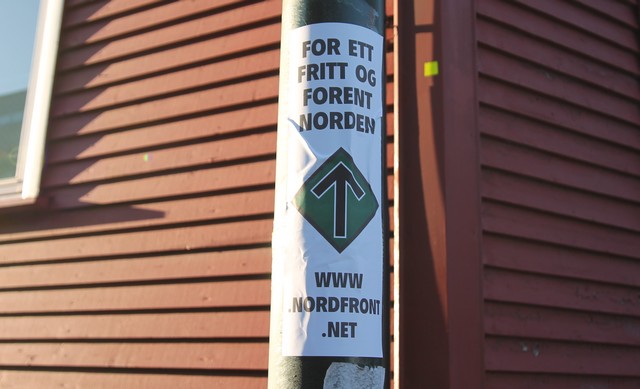 FOR ETT
FRITT OG
FORENT
NORDEN
WWW
.NORDFRONT
.NET